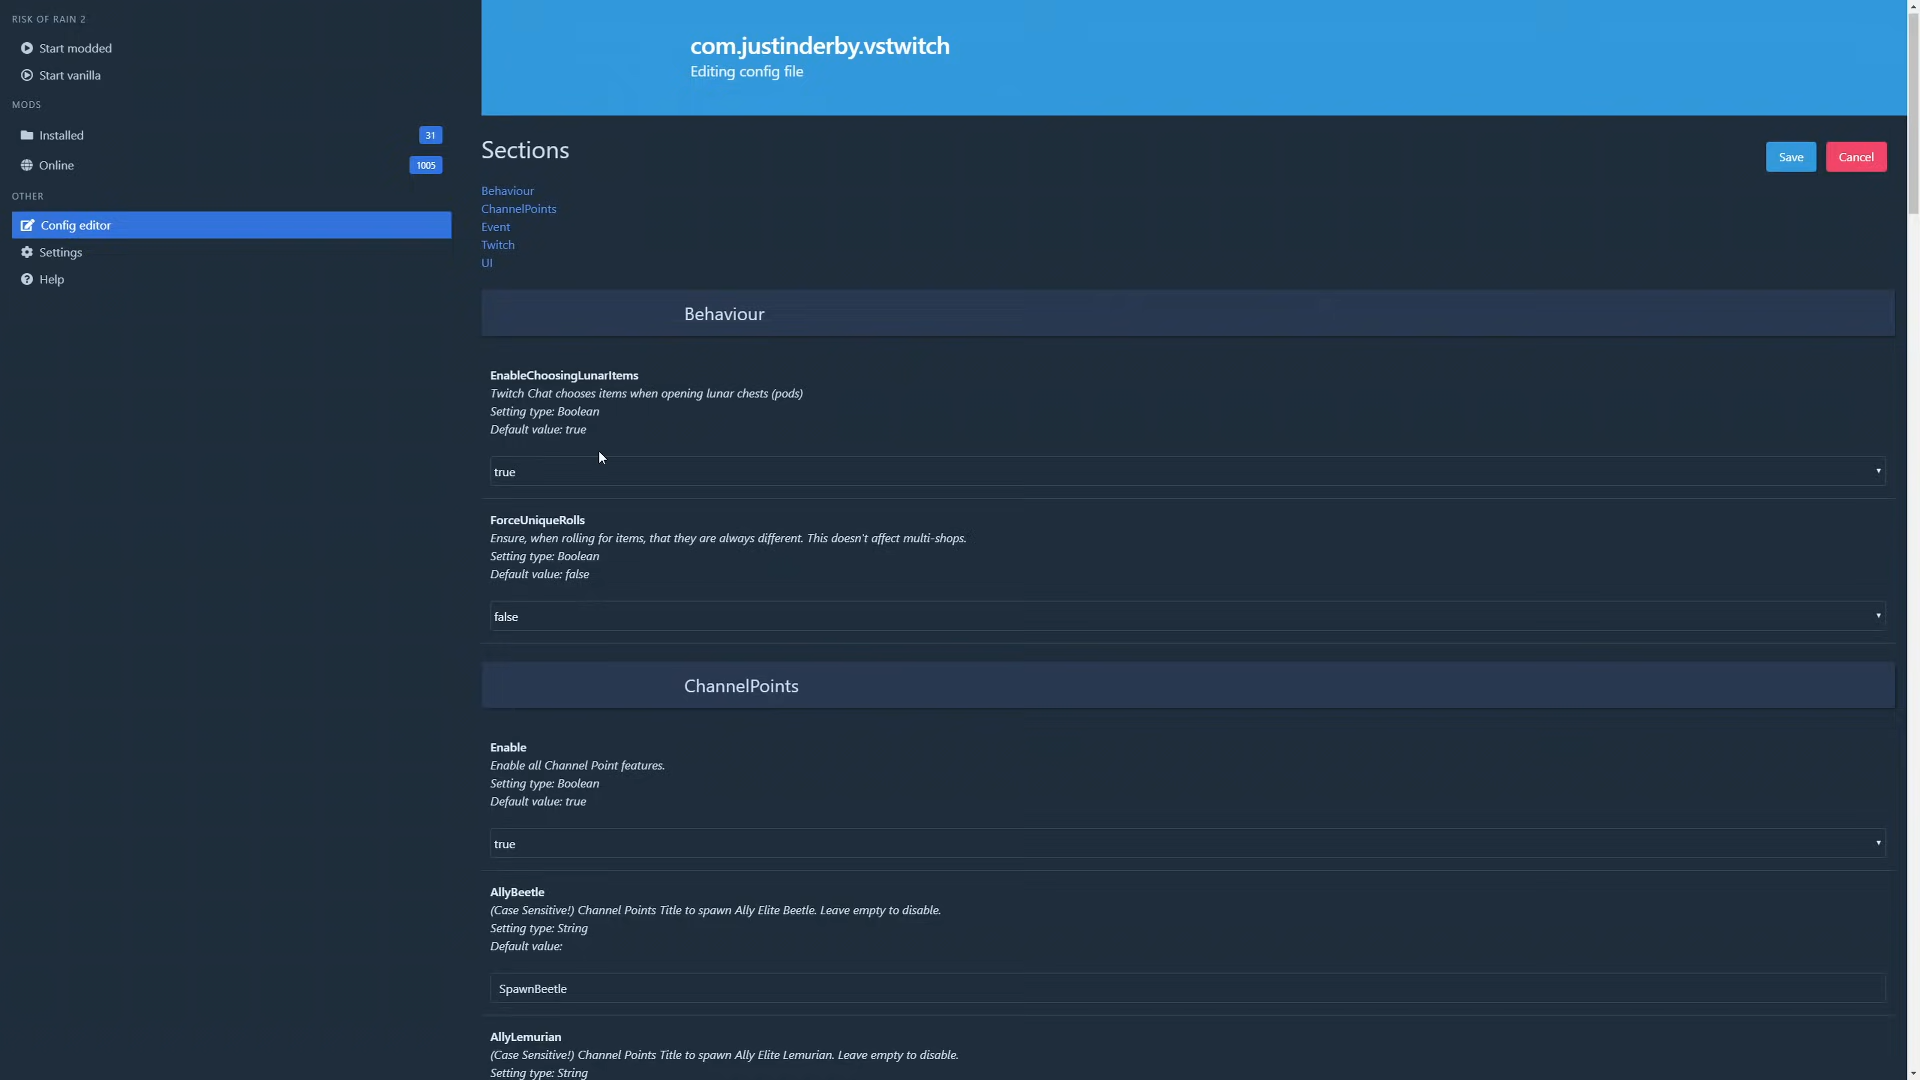 RISK OF RAIN 2
Start modded
Start vanilla
MODS
Installed 31
Online 1005
OTHER
Config editor
Settings
Help
com.justinderby.vstwitch
Editing config file
Sections
Save Cancel
Behaviour
ChannelPoints
Event
Twitch
UI
Behaviour
EnableChoosingLunarItems
Twitch Chat chooses items when opening lunar chests (pods)
Setting type: Boolean
Default value: true
true
ForceUniqueRolls
Ensure, when rolling for items, that they are always different. This doesn't affect multi-shops.
Setting type: Boolean
Default value: false
false
ChannelPoints
Enable
Enable all Channel Point features.
Setting type: Boolean
Default value: true
true
AllyBeetle
(Case Sensitive!) Channel Points Title to spawn Ally Elite Beetle. Leave empty to disable.
Setting type: String
Default value:
SpawnBeetle
AllyLemurian
(Case Sensitive!) Channel Points Title to spawn Ally Elite Lemurian. Leave empty to disable.
Setting type: String